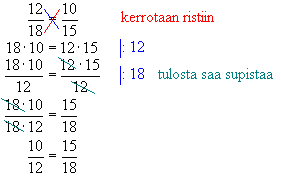 12/18 = 10/15 kerrotaan ristiin
18·10 = 12·15 |: 12
18·10/12 = 12·15/12 |: 18 tulosta saa supistaa
18·10/18·12 = 15/18
10/12 = 15/18